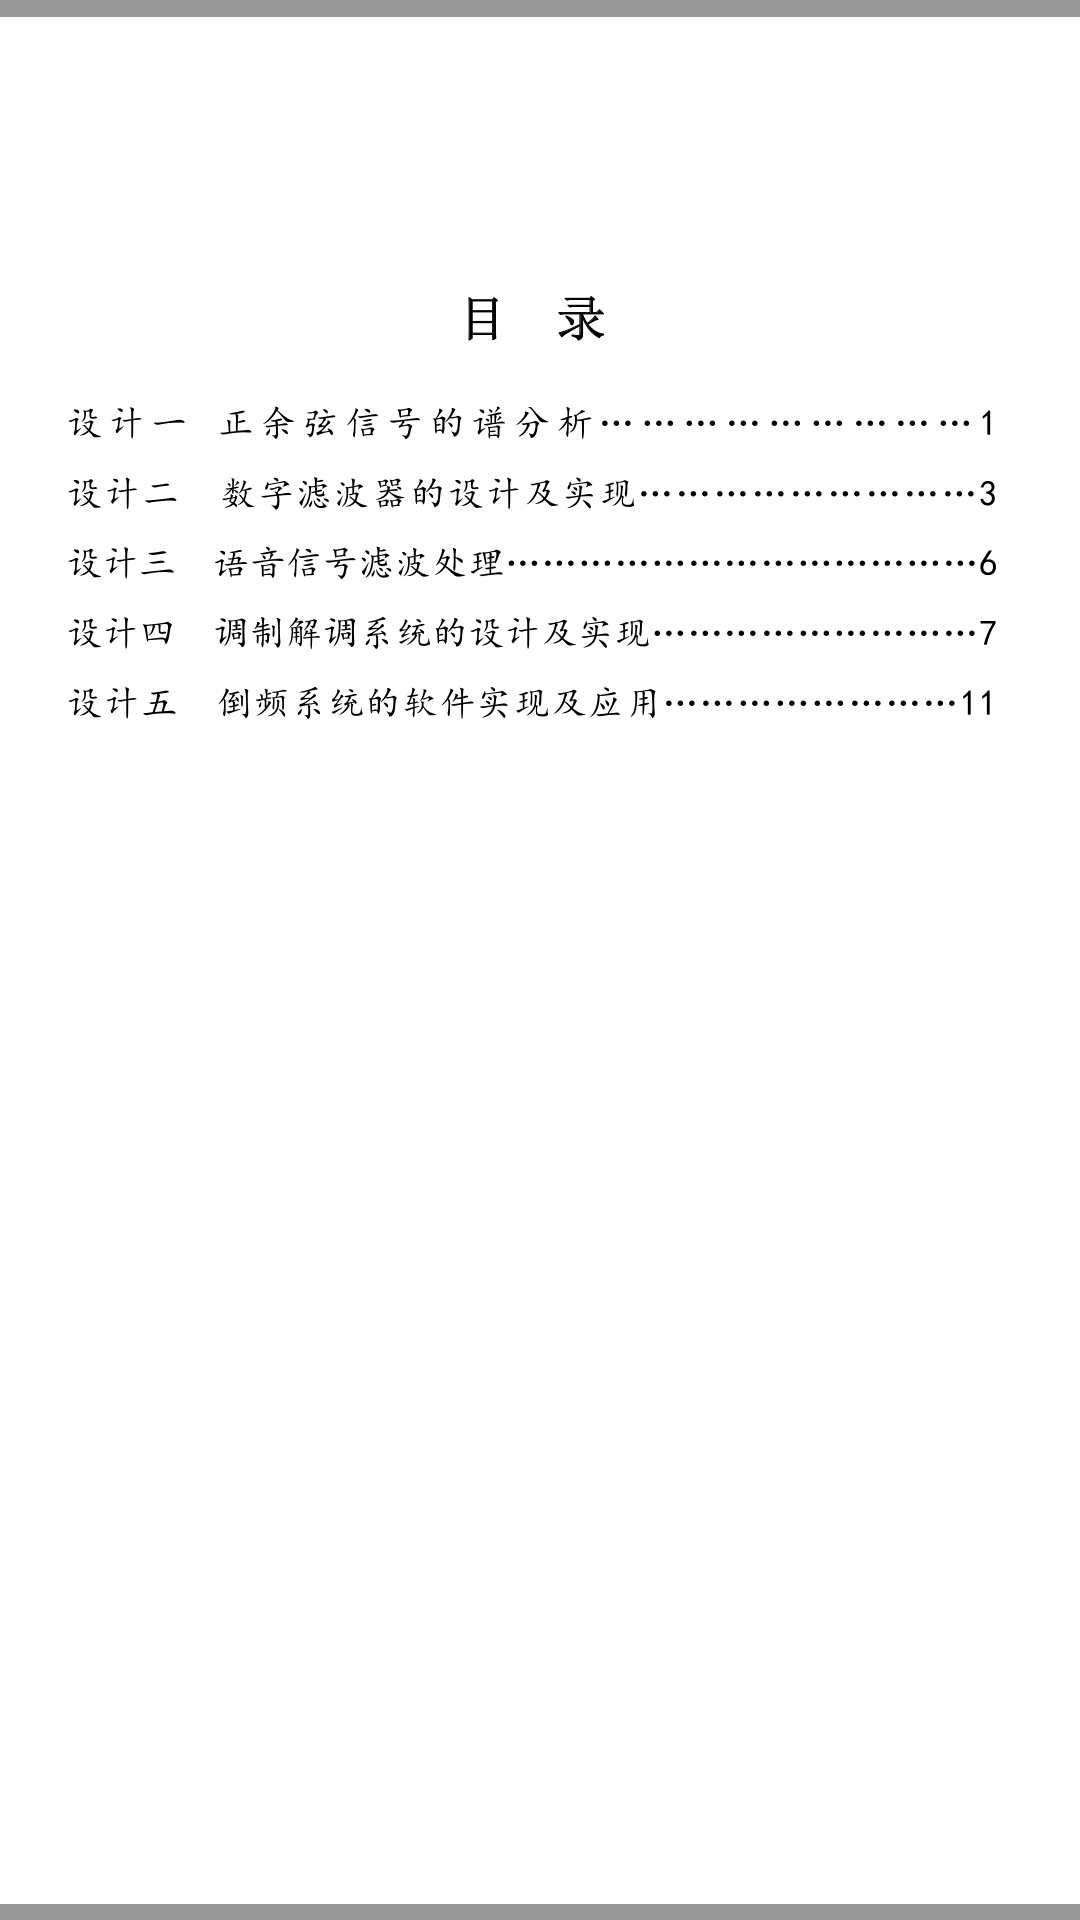 目 录
设计一 正余弦信号的谱分析…………………………1
设计二 数字滤波器的设计及实现………………………3
设计三 语音信号滤波处理…………………………………6
设计四 调制解调系统的设计及实现………………………7
设计五 倒频系统的软件实现及应用……………………11